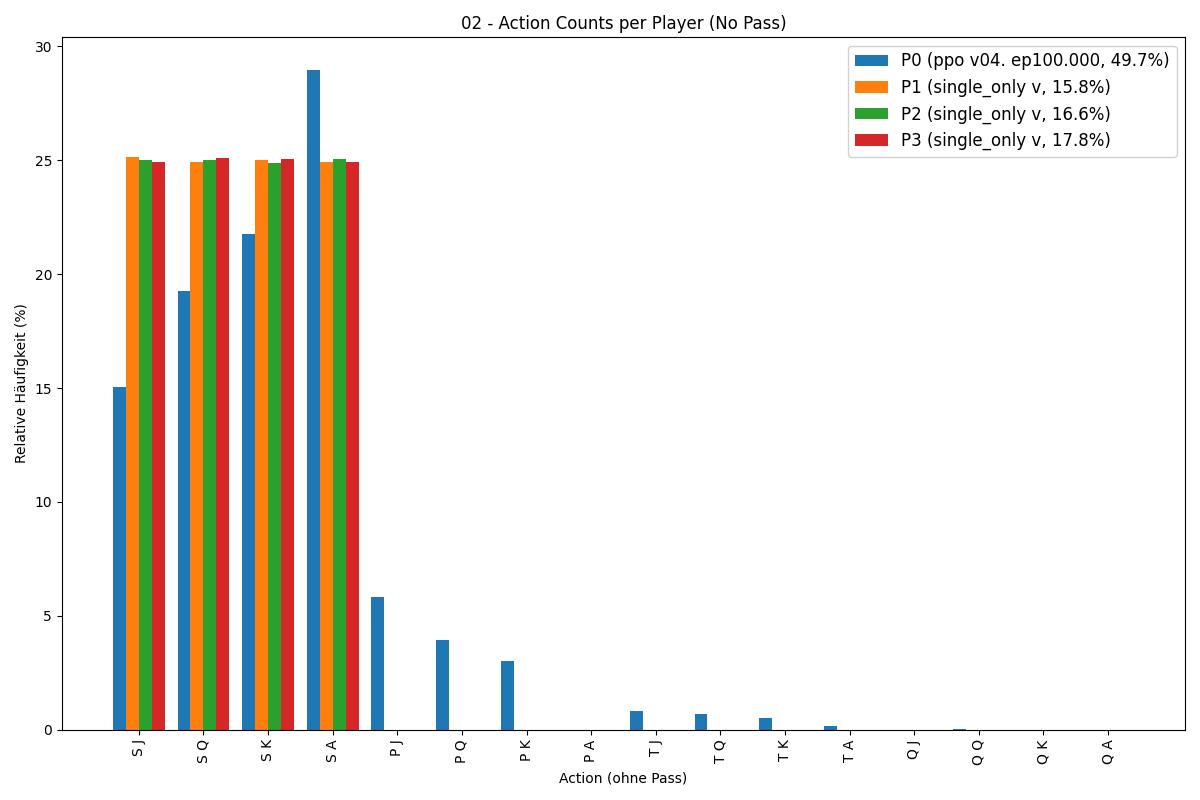 02 - Action Counts per Player (No Pass)
P0 (ppo v04. ep100.000, 49.7%)
P1 (single_only v, 15.8%)
P2 (single_only v, 16.6%)
P3 (single_only v, 17.8%)
Relative Häufigkeit (%)
30
25
20
15
10
5
0
S J
S Q
S K
S A
P J
P Q
P K
P A
T J
T Q
T K
T A
Q J
Q Q
Q K
Q A
Action (ohne Pass)